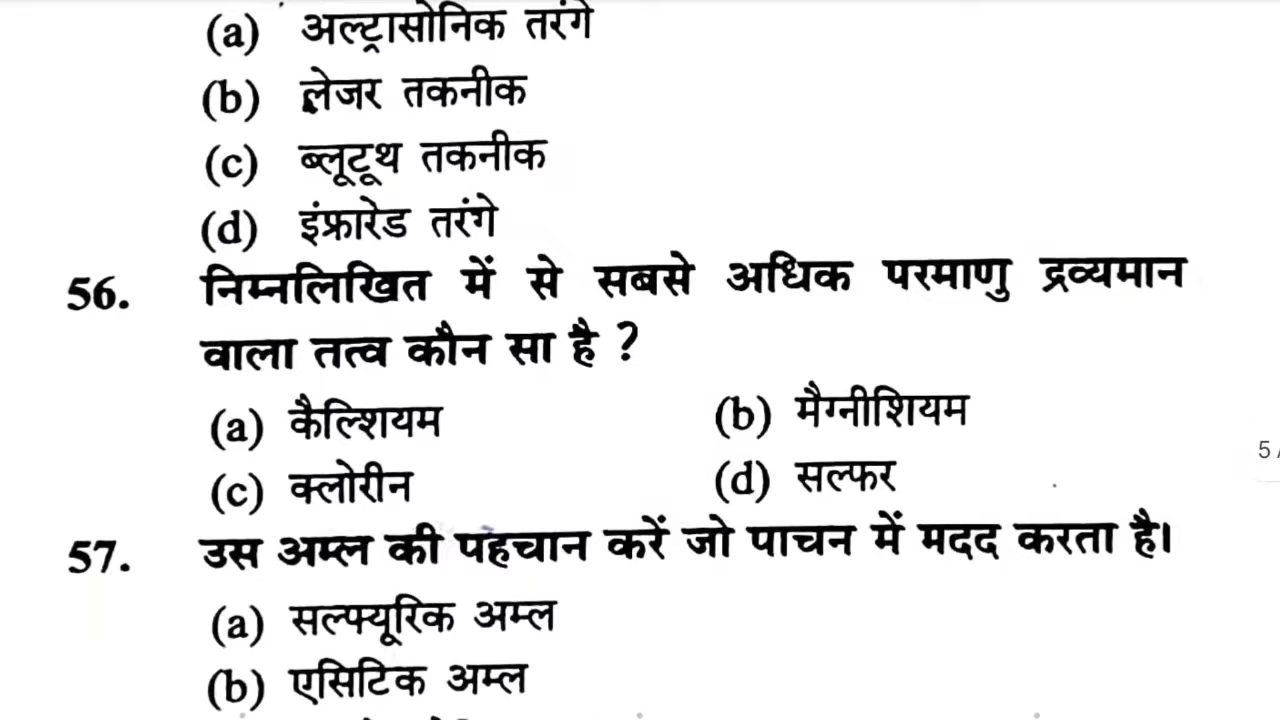 (a) अल्ट्रासोनिक तरंगे
(b) लेजर तकनीक
(c) ब्लूटूथ तकनीक
(d) इंफ्रारेड तरंगे
56. निम्नलिखित में से सबसे अधिक परमाणु द्रव्यमान
वाला तत्व कौन सा है ?
(a) कैल्शियम (b) मैग्नीशियम
(c) क्लोरीन (d) सल्फर
5 /
57. उस अम्ल की पहचान करें जो पाचन में मदद करता है।
(a) सल्फ्यूरिक अम्ल
(b) एसिटिक अम्ल